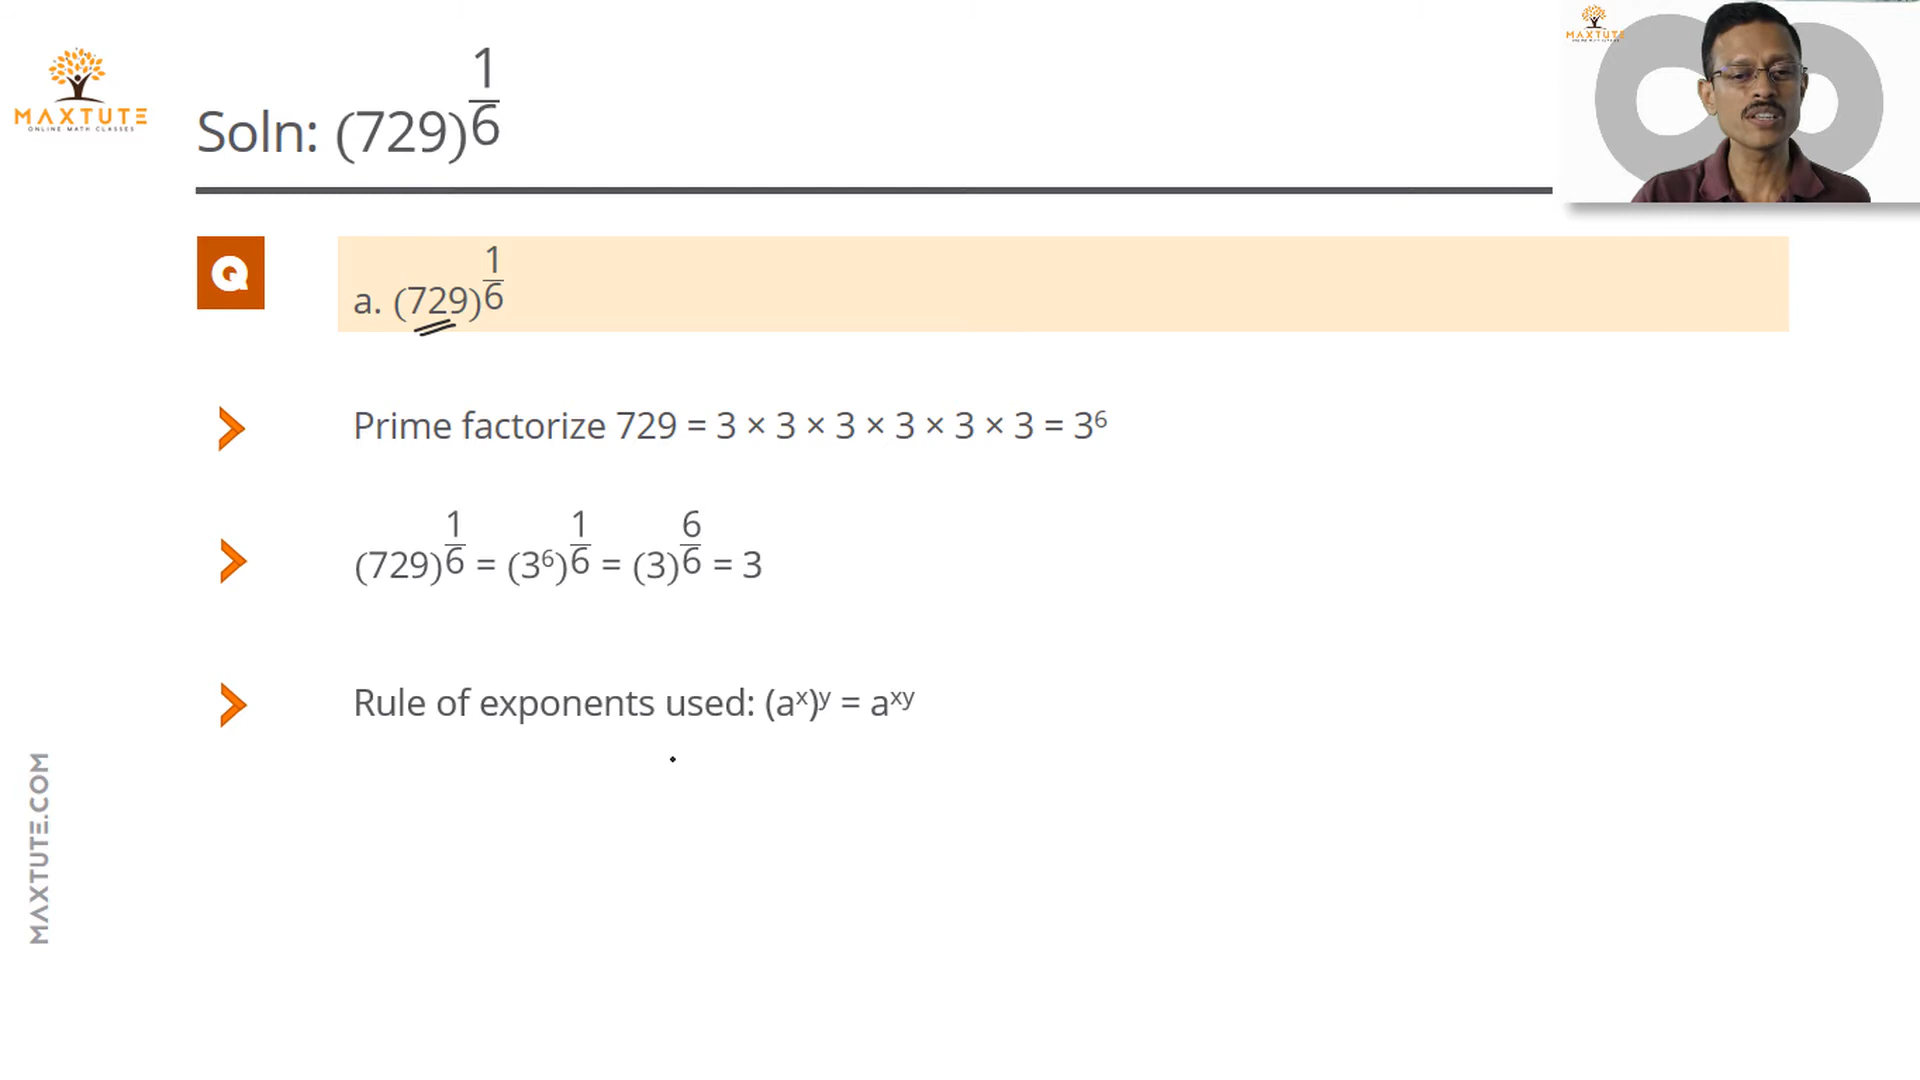 MAXTUTE
ONLINE MATH CLASSES
Soln: (729)^(1/6)
MAXTUTE
Q
a. (729)^(1/6)
Prime factorize 729 = 3 × 3 × 3 × 3 × 3 × 3 = 3⁶
(729)^(1/6) = (3⁶)^(1/6) = (3)^(6/6) = 3
Rule of exponents used: (aˣ)ʸ = aˣʸ
MAXTUTE.COM